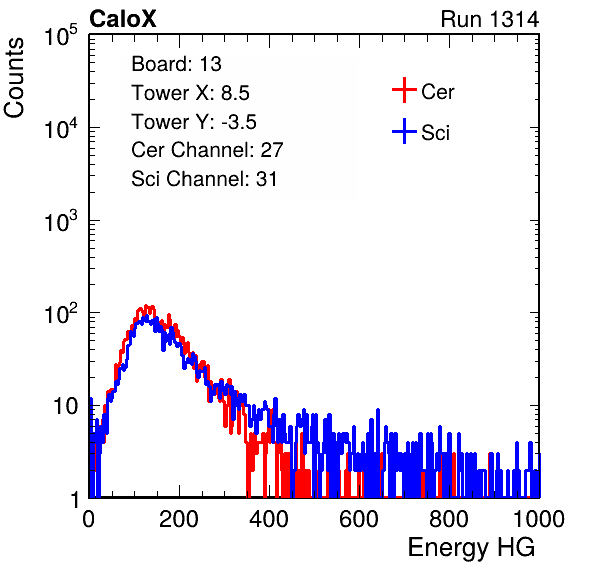 CaloX Run 1314
Counts
Board: 13
Tower X: 8.5
Tower Y: -3.5
Cer Channel: 27
Sci Channel: 31
Cer
Sci
10^5
10^4
10^3
10^2
10
1
0 200 400 600 800 1000
Energy HG